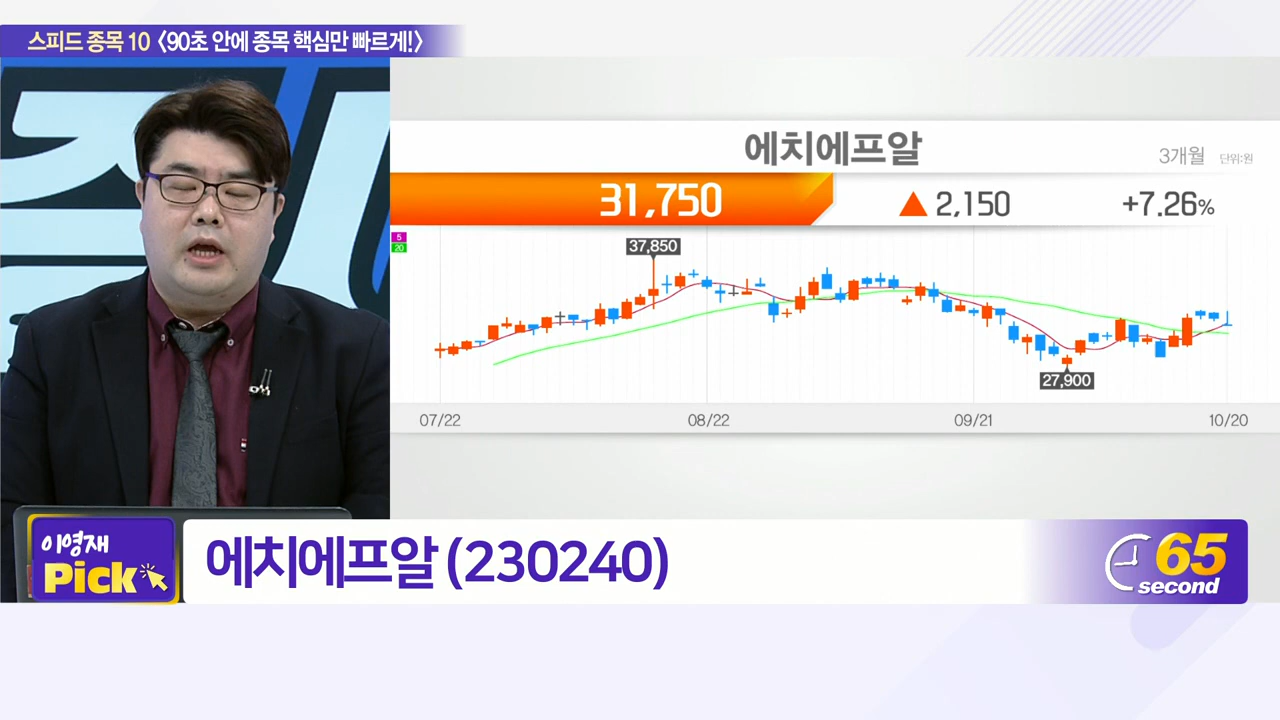 스피드 종목 10 〈90초 안에 종목 핵심만 빠르게!〉
에치에프알
3개월 단위:원
31,750 ▲ 2,150 +7.26%
5
20
37,850
27,900
07/22 08/22 09/21 10/20
이영재
Pick
에치에프알 (230240)
65
second